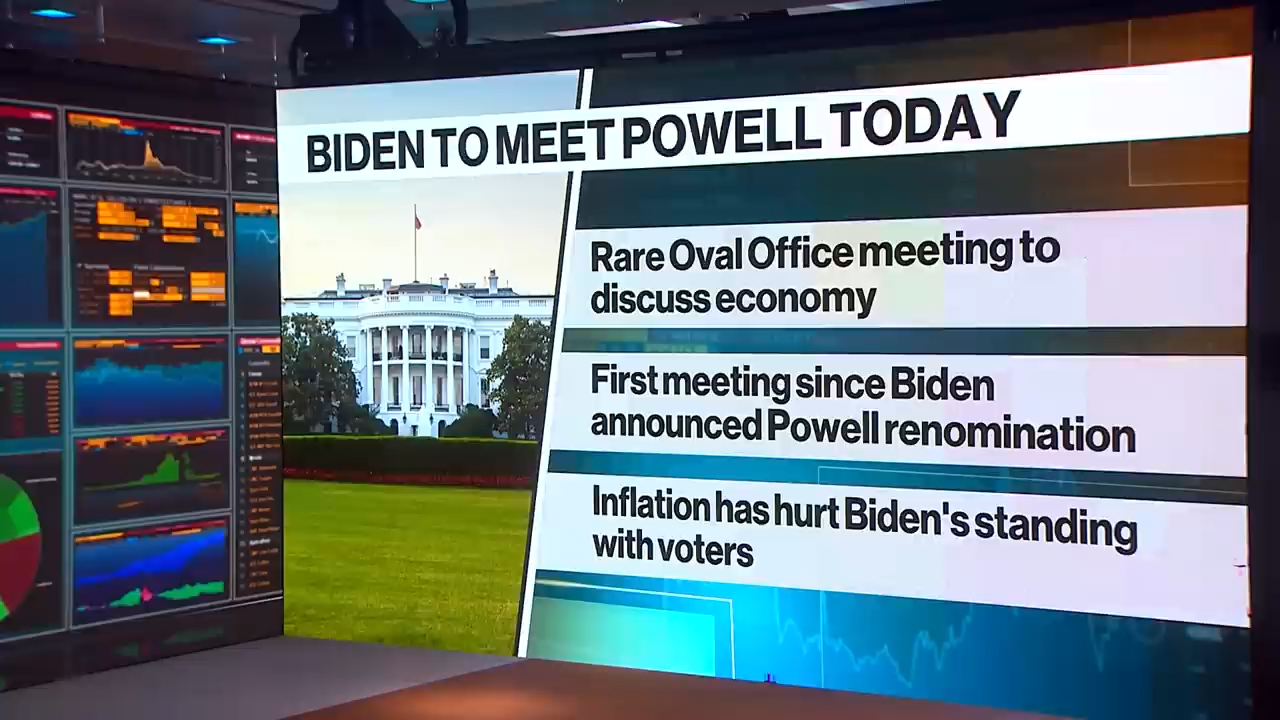 BIDEN TO MEET POWELL TODAY
Rare Oval Office meeting to
discuss economy
First meeting since Biden
announced Powell renomination
Inflation has hurt Biden's standing
with voters